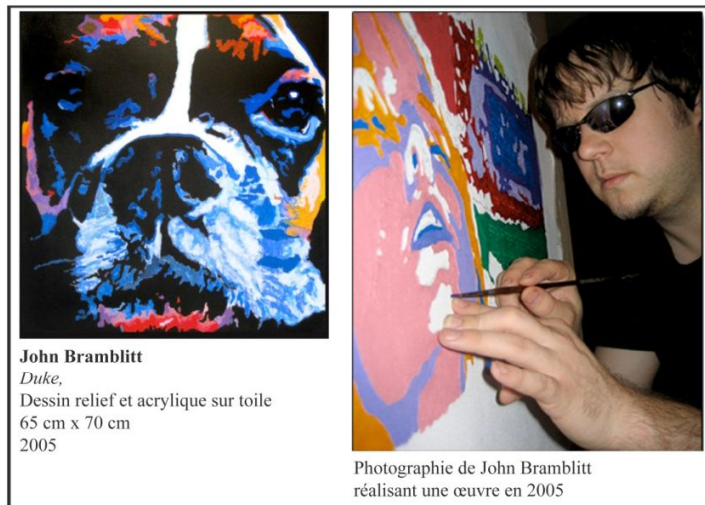 John Bramblitt
Duke,
Dessin relief et acrylique sur toile
65 cm x 70 cm
2005
Photographie de John Bramblitt
réalisant une œuvre en 2005